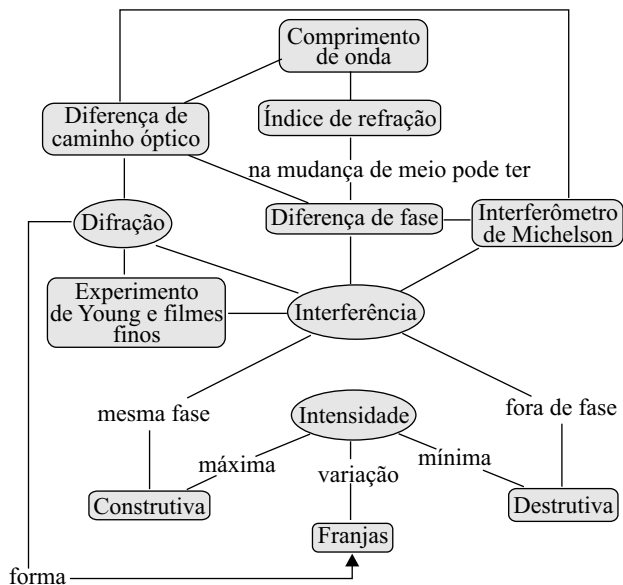 Comprimento
de onda
Diferença de
caminho óptico
Índice de refração
na mudança de meio pode ter
Difração
Diferença de fase
Interferômetro
de Michelson
Experimento
de Young e filmes
finos
Interferência
mesma fase
Intensidade
fora de fase
máxima
variação
mínima
Construtiva
Destrutiva
Franjas
forma